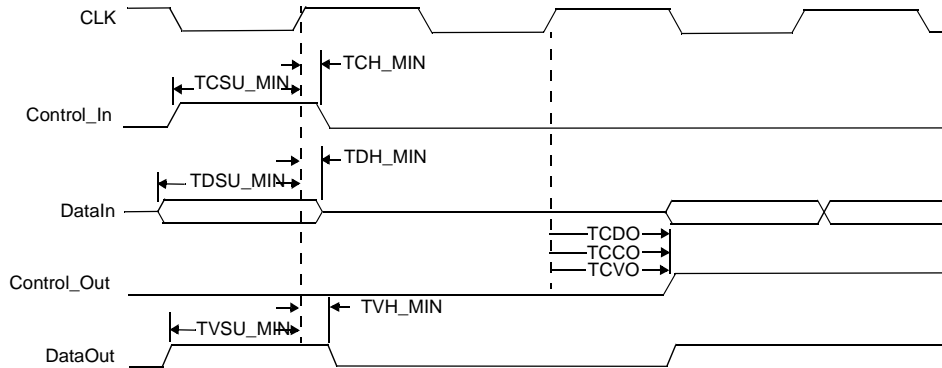 CLK
TCH_MIN
TCSU_MIN
Control_In
TDH_MIN
TDSU_MIN
DataIn
TCDO
TCCO
TCVO
Control_Out
TVH_MIN
TVSU_MIN
DataOut